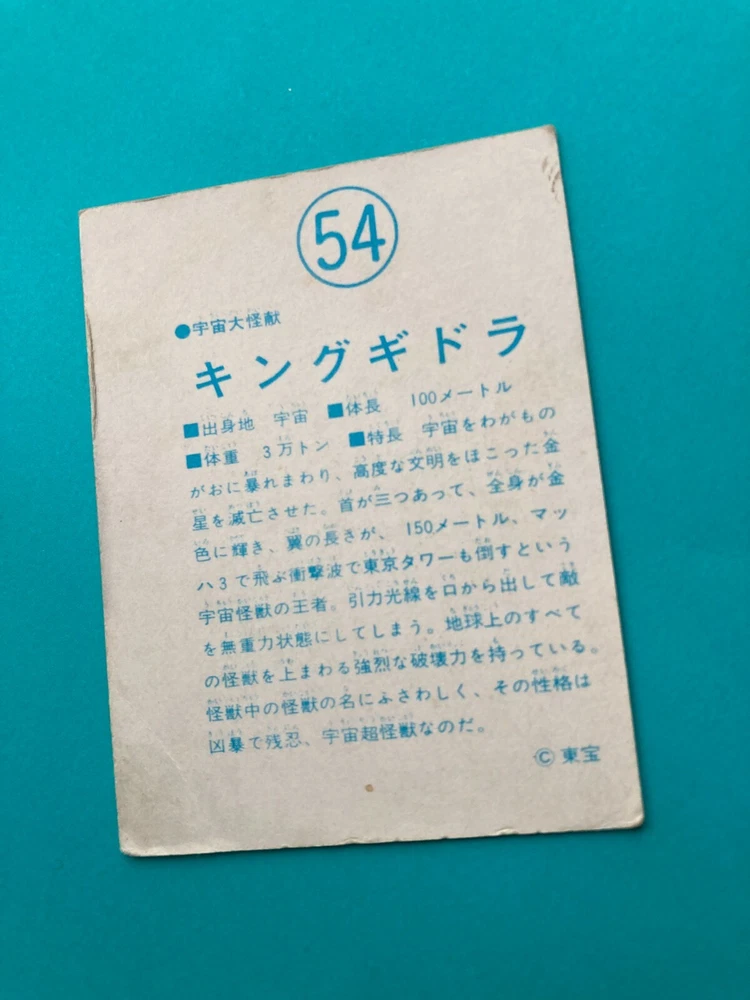 54
●宇宙大怪獣
キングギドラ
■出身地 宇宙 ■体長 100メートル
■体重 3万トン ■特長 宇宙をわがもの
がおに暴れまわり、高度な文明をほこった金
星を滅亡させた。首が三つあって、全身が金
色に輝き、翼の長さが、150メートル、マッ
ハ3で飛ぶ衝撃波で東京タワーも倒すという
宇宙怪獣の王者。引力光線を口から出して敵
を無重力状態にしてしまう。地球上のすべて
の怪獣を上まわる強烈な破壊力を持っている。
怪獣中の怪獣の名にふさわしく、その性格は
凶暴で残忍、宇宙超怪獣なのだ。
©東宝